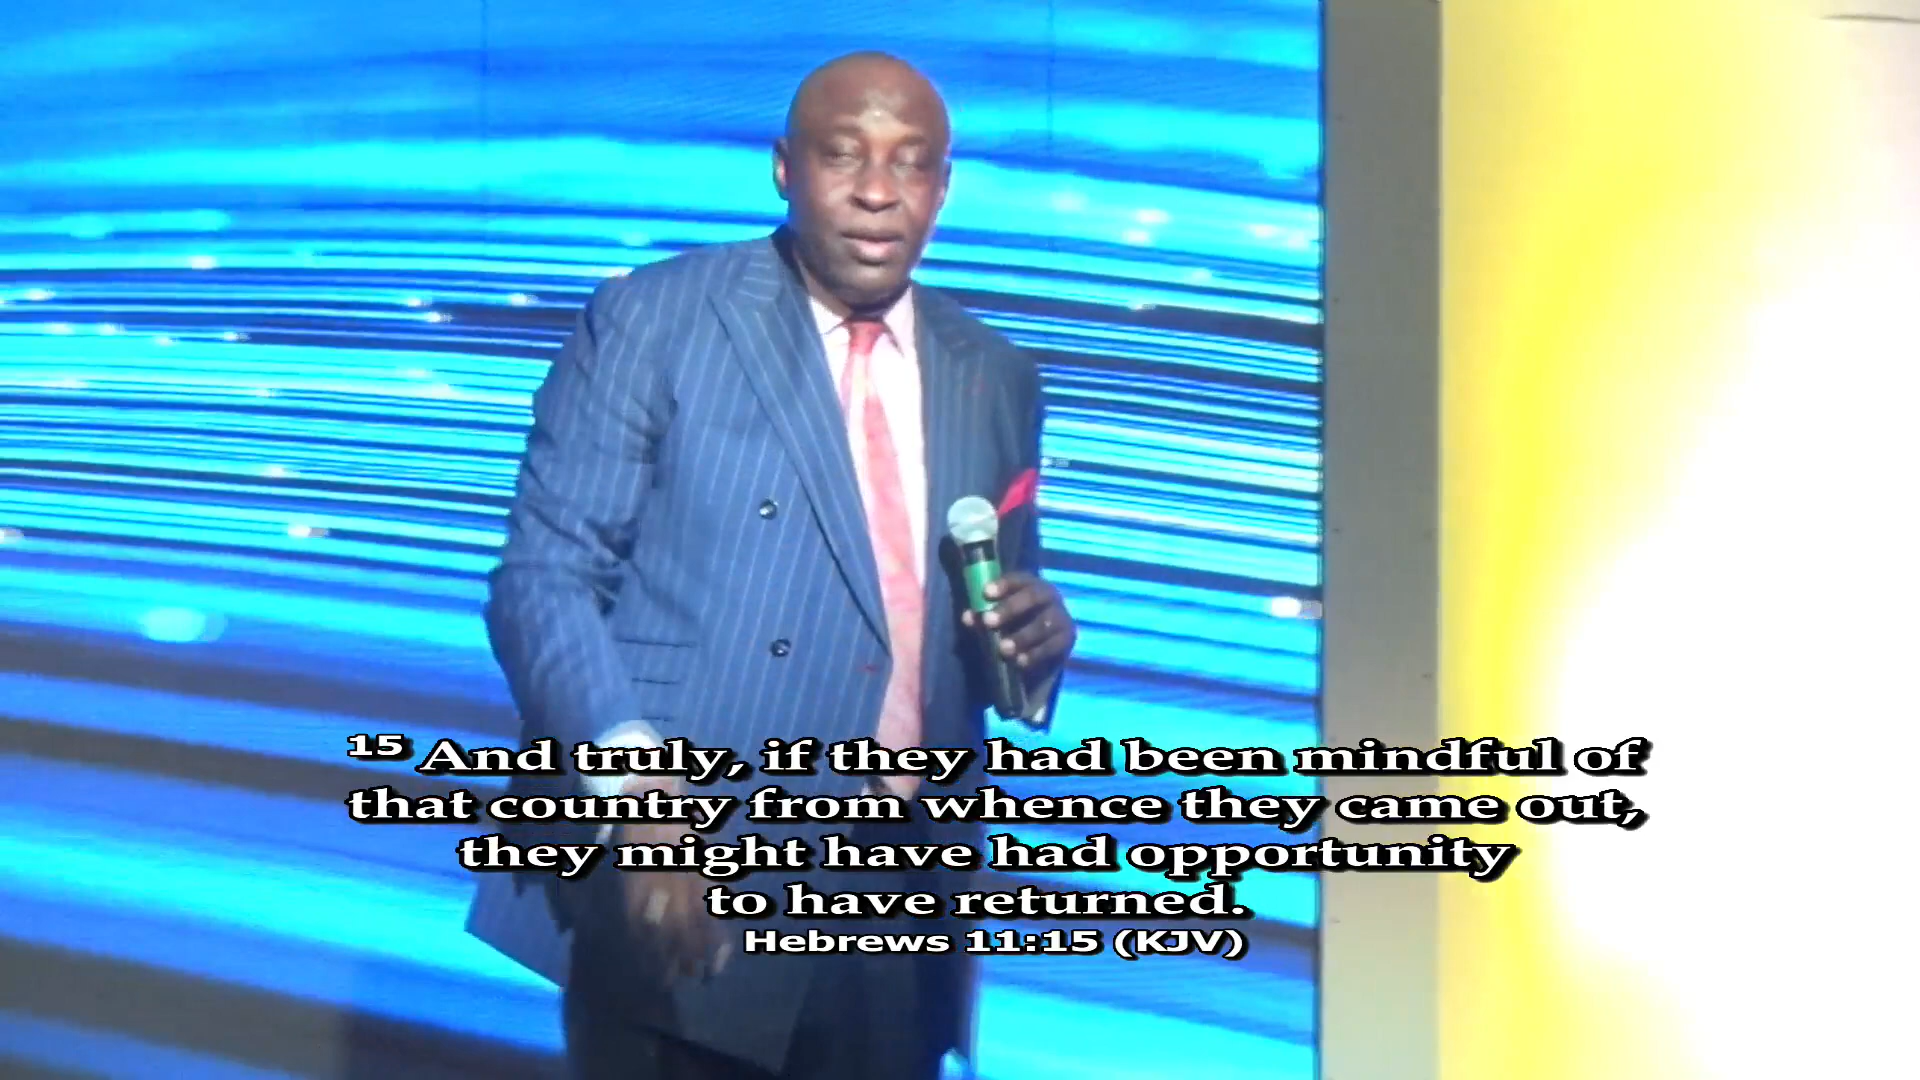 15 And truly, if they had been mindful of
that country from whence they came out,
they might have had opportunity
to have returned.
Hebrews 11:15 (KJV)